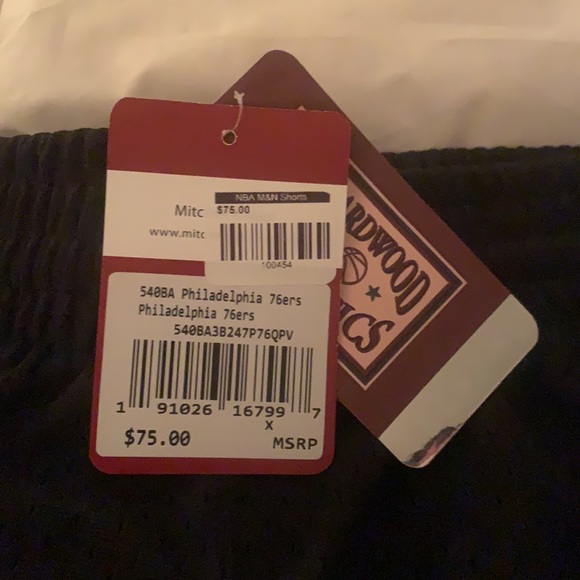 NBA M&N Shorts
Mitc $75.00
www.mitc
100454
540BA Philadelphia 76ers
Philadelphia 76ers
540BA3B247P76QPV
1 91026 16799 7
X
$75.00 MSRP
ARDWOOD
ICS